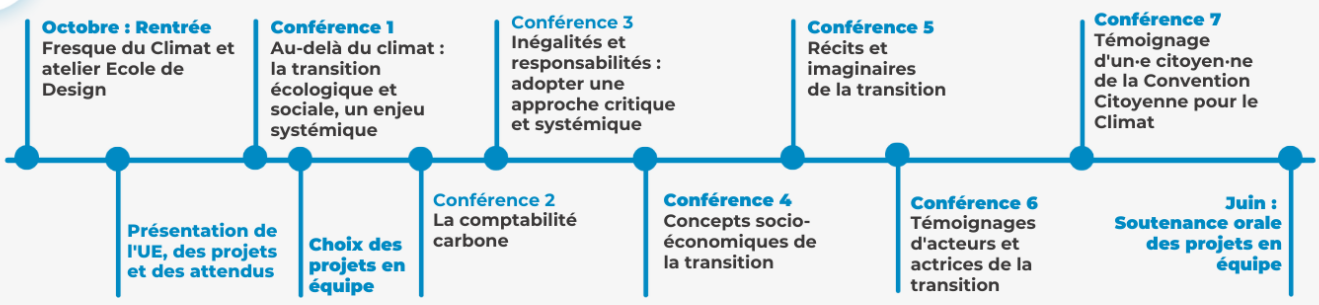 Octobre : Rentrée
Fresque du Climat et
atelier Ecole de
Design
Présentation de
l'UE, des projets
et des attendus
Conférence 1
Au-delà du climat :
la transition
écologique et
sociale, un enjeu
systémique
Choix des
projets en
équipe
Conférence 2
La comptabilité
carbone
Conférence 3
Inégalités et
responsabilités :
adopter une
approche critique
et systémique
Conférence 4
Concepts socio-
économiques de
la transition
Conférence 5
Récits et
imaginaires
de la transition
Conférence 6
Témoignages
d'acteurs et
actrices de la
transition
Conférence 7
Témoignage
d'un·e citoyen·ne
de la Convention
Citoyenne pour le
Climat
Juin :
Soutenance orale
des projets en
équipe